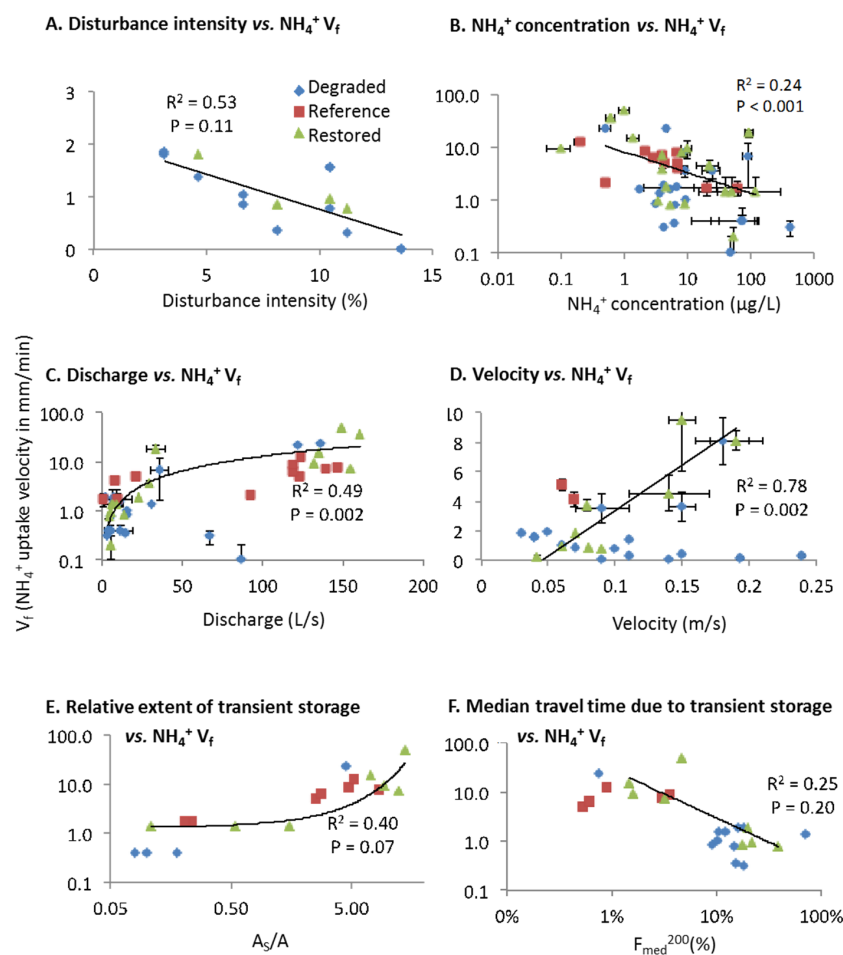 A. Disturbance intensity vs. NH₄⁺ Vf
3
2
1
0
0 5 10 15
R² = 0.53
P = 0.11
Degraded
Reference
Restored
Disturbance intensity (%)
B. NH₄⁺ concentration vs. NH₄⁺ Vf
100.0
10.0
1.0
0.1
0.01 0.1 1 10 100 1000
R² = 0.24
P < 0.001
NH₄⁺ concentration (µg/L)
Vf (NH₄⁺ uptake velocity in mm/min)
C. Discharge vs. NH₄⁺ Vf
100.0
10.0
1.0
0.1
0 50 100 150 200
R² = 0.49
P = 0.002
Discharge (L/s)
D. Velocity vs. NH₄⁺ Vf
10
8
6
4
2
0
0 0.05 0.1 0.15 0.2 0.25
R² = 0.78
P = 0.002
Velocity (m/s)
E. Relative extent of transient storage
vs. NH₄⁺ Vf
100.0
10.0
1.0
0.1
0.05 0.50 5.00
R² = 0.40
P = 0.07
A_S/A
F. Median travel time due to transient storage
vs. NH₄⁺ Vf
100.0
10.0
1.0
0.1
0% 1% 10% 100%
R² = 0.25
P = 0.20
Fmed²⁰⁰(%)